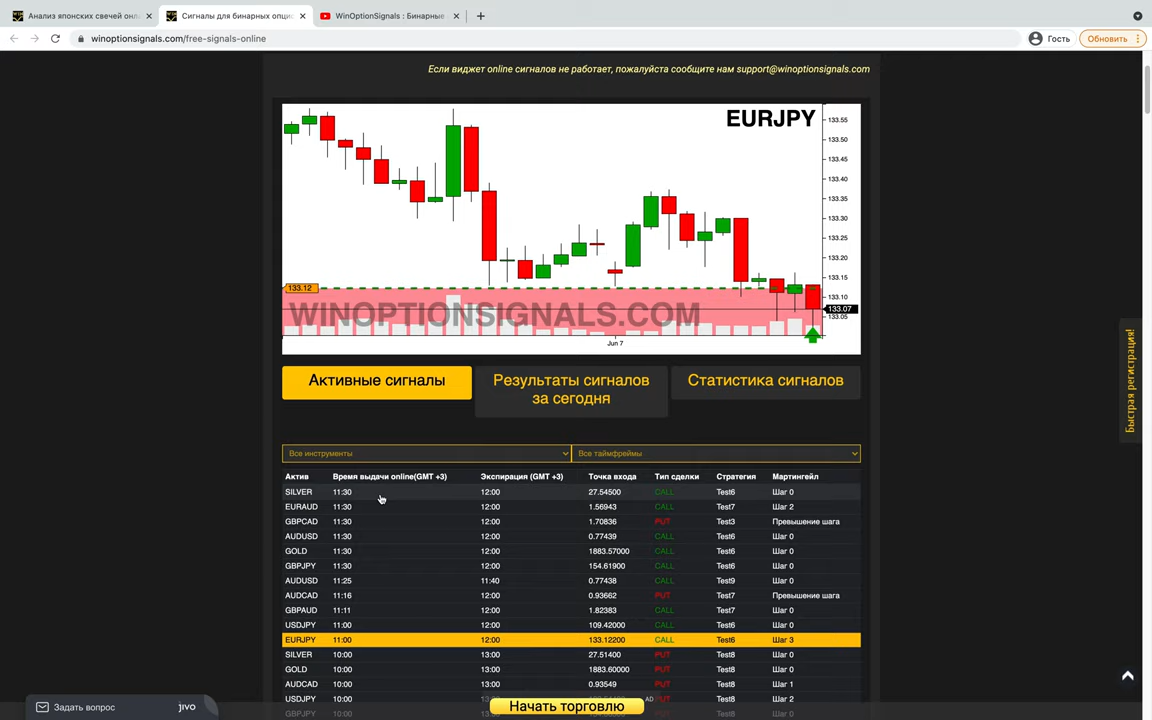 Анализ японских свечей онл
Сигналы для бинарных опци
WinOptionSignals : Бинарные
winoptionsignals.com/free-signals-online
Гость
Обновить
Если виджет online сигналов не работает, пожалуйста сообщите нам support@winoptionsignals.com
EURJPY
133.55
133.50
133.45
133.40
133.35
133.30
133.25
133.20
133.15
133.10
133.05
133.12
133.07
WINOPTIONSIGNALS.COM
Jun 7
Быстрая регистрация!
Активные сигналы
Результаты сигналов за сегодня
Статистика сигналов
Все инструменты
Все таймфреймы
Актив Время выдачи online(GMT +3) Экспирация (GMT +3) Точка входа Тип сделки Стратегия Мартингейл
SILVER 11:30 12:00 27.54500 CALL Test6 Шаг 0
EURAUD 11:30 12:00 1.56943 CALL Test7 Шаг 2
GBPCAD 11:30 12:00 1.70836 PUT Test3 Превышение шага
AUDUSD 11:30 12:00 0.77439 CALL Test6 Шаг 0
GOLD 11:30 12:00 1883.57000 CALL Test6 Шаг 0
GBPJPY 11:30 12:00 154.61900 CALL Test6 Шаг 0
AUDUSD 11:25 11:40 0.77438 CALL Test9 Шаг 0
AUDCAD 11:16 12:00 0.93662 PUT Test7 Превышение шага
GBPAUD 11:11 12:00 1.82383 CALL Test7 Шаг 0
USDJPY 11:00 12:00 109.42000 CALL Test6 Шаг 0
EURJPY 11:00 12:00 133.12200 CALL Test6 Шаг 3
SILVER 10:00 13:00 27.51400 PUT Test8 Шаг 0
GOLD 10:00 13:00 1883.60000 PUT Test8 Шаг 0
AUDCAD 10:00 13:00 0.93549 PUT Test8 Шаг 1
USDJPY 10:00 PUT Test8 Шаг 2
GBPJPY 10:00 PUT Test8 Шаг 0
AD
Начать торговлю
Задать вопрос
jivo